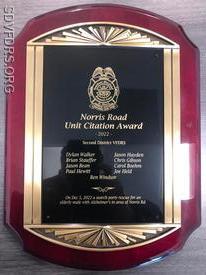 SDVFDRS.ORG
Norris Road
Unit Citation Award
- 2022 -
Second District VFDRS
Dylan Walker Jason Hayden
Brian Stauffer Chris Gibson
Jason Bean Carol Boehm
Paul Hewitt Joe Held
Ben Windsor
On Dec 5, 2022 a search party rescue for an
elderly male with Alzheimer's in area of Norris Rd.